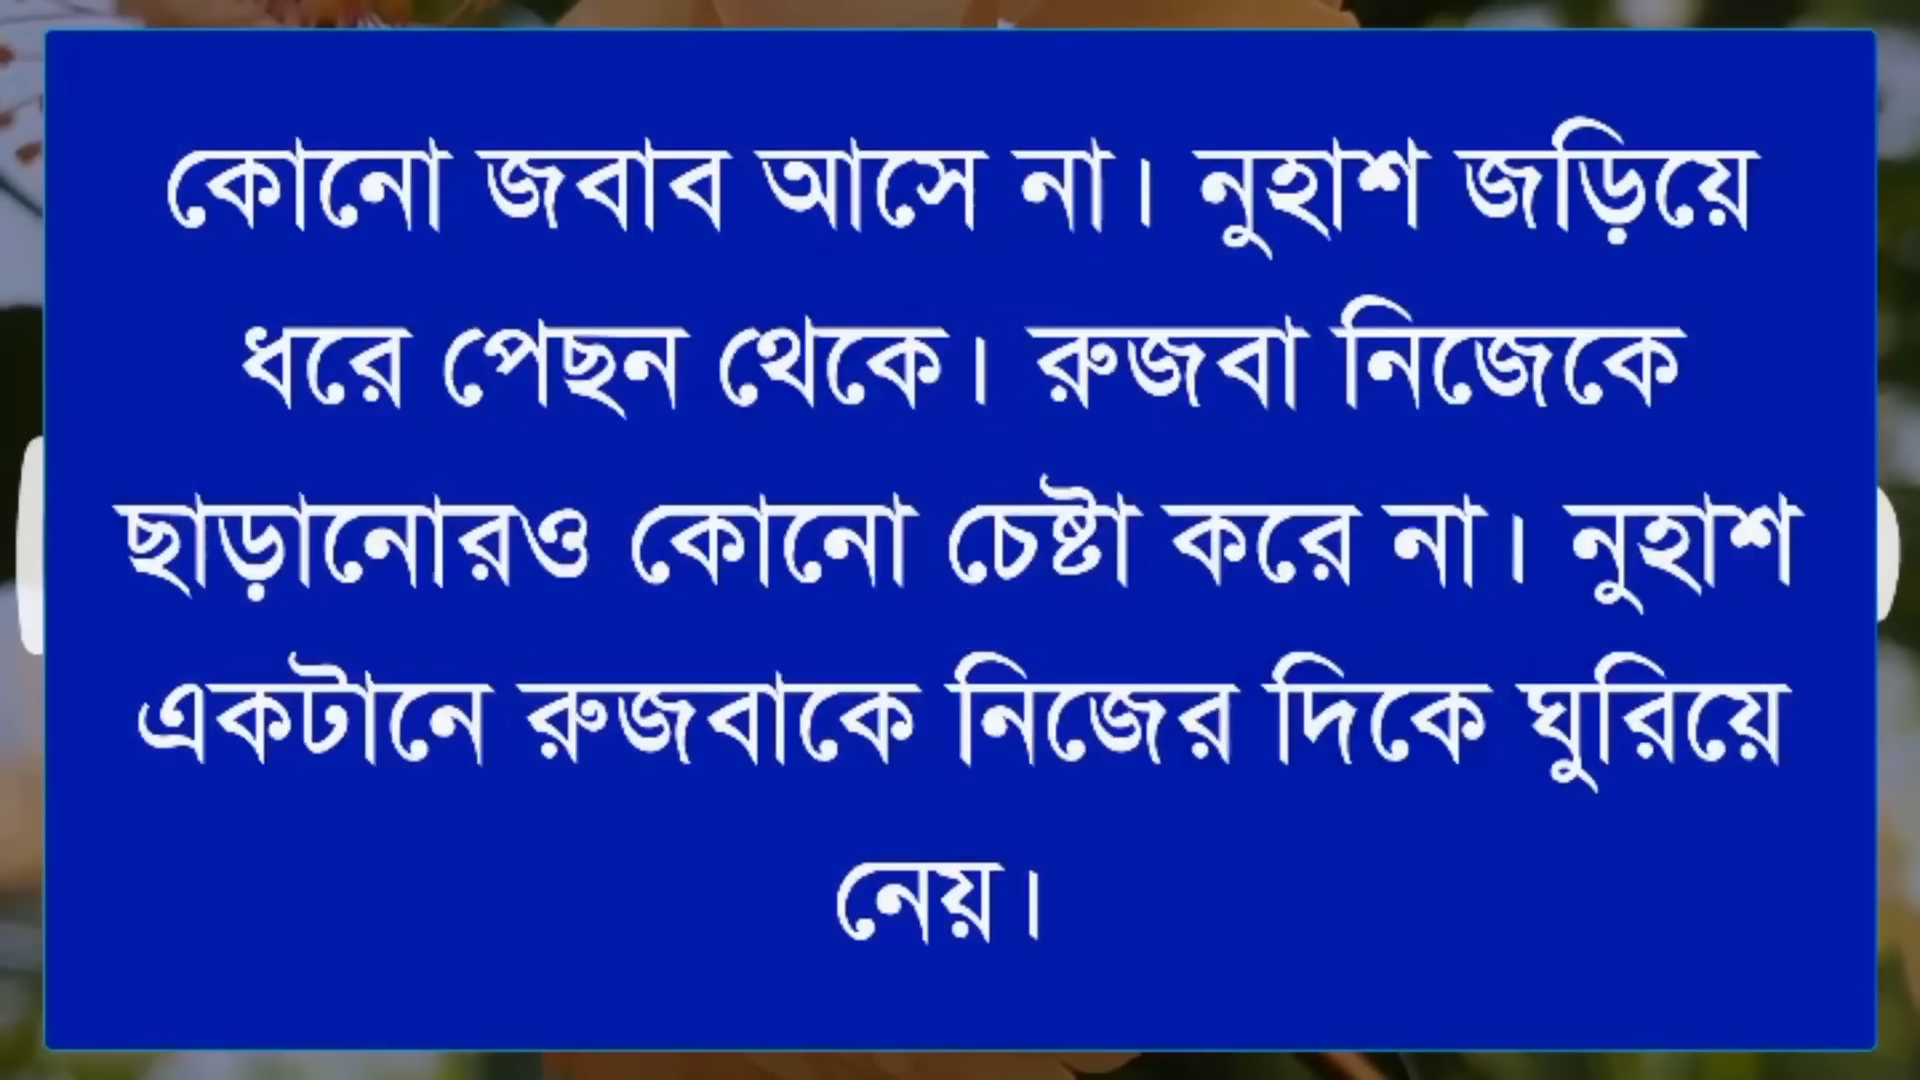 কোনো জবাব আসে না। নুহাশ জড়িয়ে
ধরে পেছন থেকে। রুজবা নিজেকে
ছাড়ানোরও কোনো চেষ্টা করে না। নুহাশ
একটানে রুজবাকে নিজের দিকে ঘুরিয়ে
নেয়।